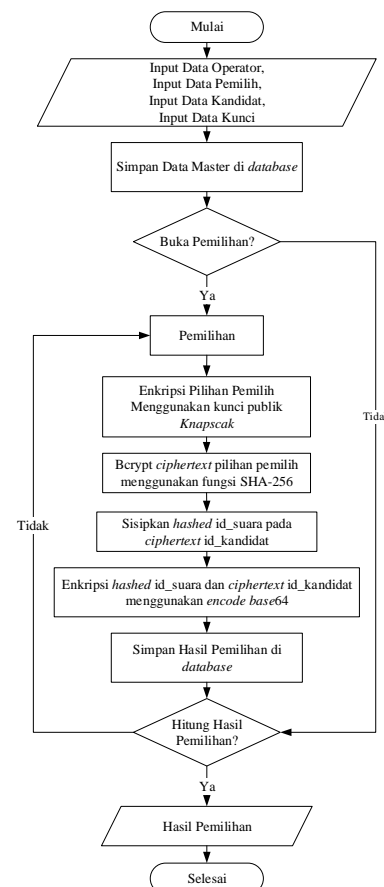 Mulai
Input Data Operator,
Input Data Pemilih,
Input Data Kandidat,
Input Data Kunci
Simpan Data Master di database
Buka Pemilihan?
Ya
Pemilihan
Enkripsi Pilihan Pemilih
Menggunakan kunci publik
Knapscak
Tida
Bcrypt ciphertext pilihan pemilih
menggunakan fungsi SHA-256
Tidak
Sisipkan hashed id_suara pada
ciphertext id_kandidat
Enkripsi hashed id_suara dan ciphertext id_kandidat
menggunakan encode base64
Simpan Hasil Pemilihan di
database
Hitung Hasil
Pemilihan?
Ya
Hasil Pemilihan
Selesai